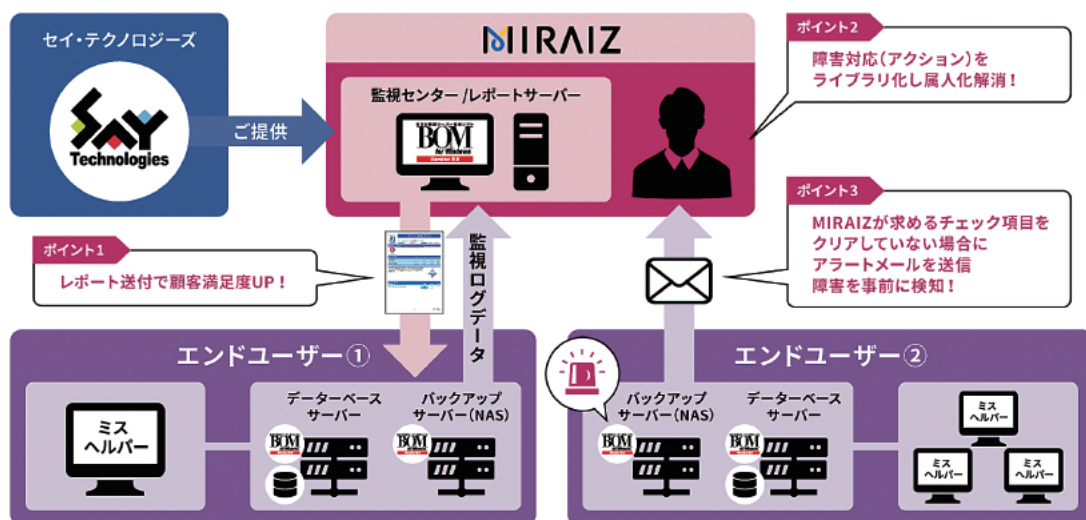 セイ・テクノロジーズ
SAY
Technologies
ご提供
MIRAIZ
監視センター/レポートサーバー
BOM
for Windows
ポイント2
障害対応（アクション）を
ライブラリ化し属人化解消！
ポイント3
MIRAIZが求めるチェック項目を
クリアしていない場合に
アラートメールを送信
障害を事前に検知！
ポイント1
レポート送付で顧客満足度UP！
監視ログデータ
エンドユーザー①
ミス
ヘルパー
データーベース
サーバー
BOM
バックアップ
サーバー（NAS）
BOM
エンドユーザー②
バックアップ
サーバー（NAS）
BOM
データーベース
サーバー
BOM
ミス
ヘルパー
ミス
ヘルパー
ミス
ヘルパー